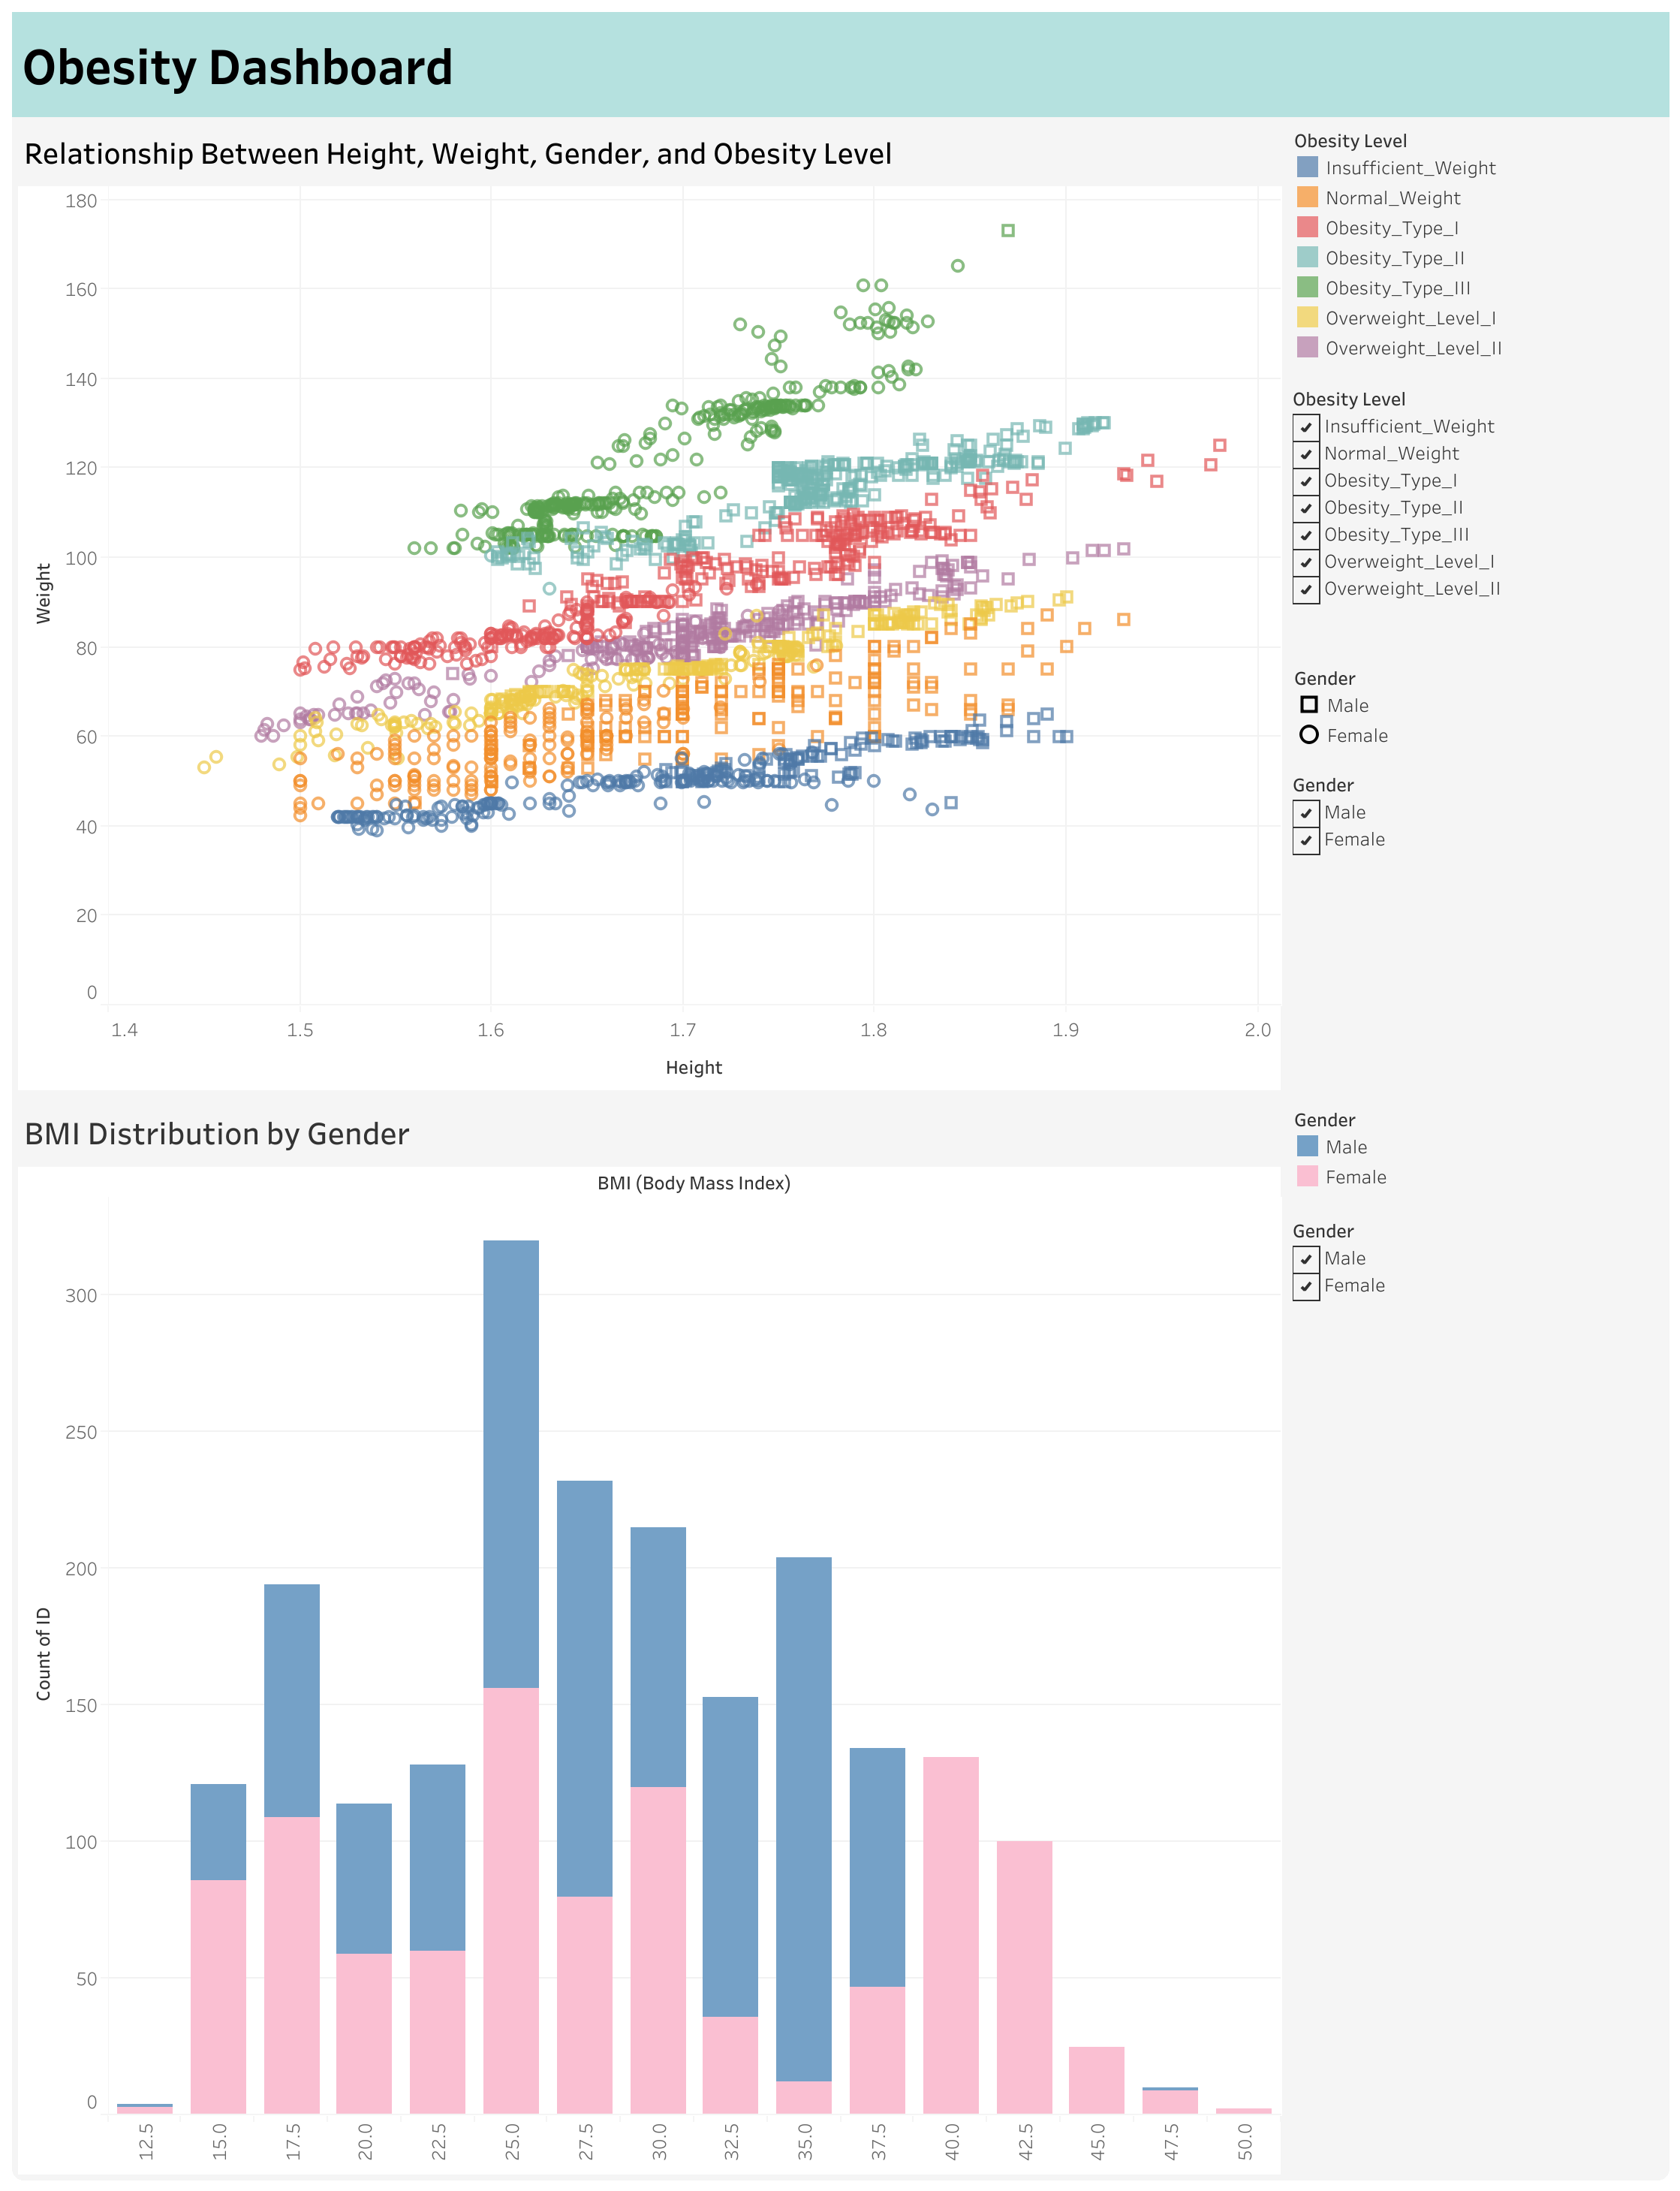 Obesity Dashboard
Relationship Between Height, Weight, Gender, and Obesity Level
180
160
140
120
100
80
60
40
20
0
Weight
1.4 1.5 1.6 1.7 1.8 1.9 2.0
Height
Obesity Level
Insufficient_Weight
Normal_Weight
Obesity_Type_I
Obesity_Type_II
Obesity_Type_III
Overweight_Level_I
Overweight_Level_II
Obesity Level
Insufficient_Weight
Normal_Weight
Obesity_Type_I
Obesity_Type_II
Obesity_Type_III
Overweight_Level_I
Overweight_Level_II
Gender
Male
Female
Gender
Male
Female
BMI Distribution by Gender
BMI (Body Mass Index)
300
250
200
150
100
50
0
Count of ID
12.5 15.0 17.5 20.0 22.5 25.0 27.5 30.0 32.5 35.0 37.5 40.0 42.5 45.0 47.5 50.0
Gender
Male
Female
Gender
Male
Female